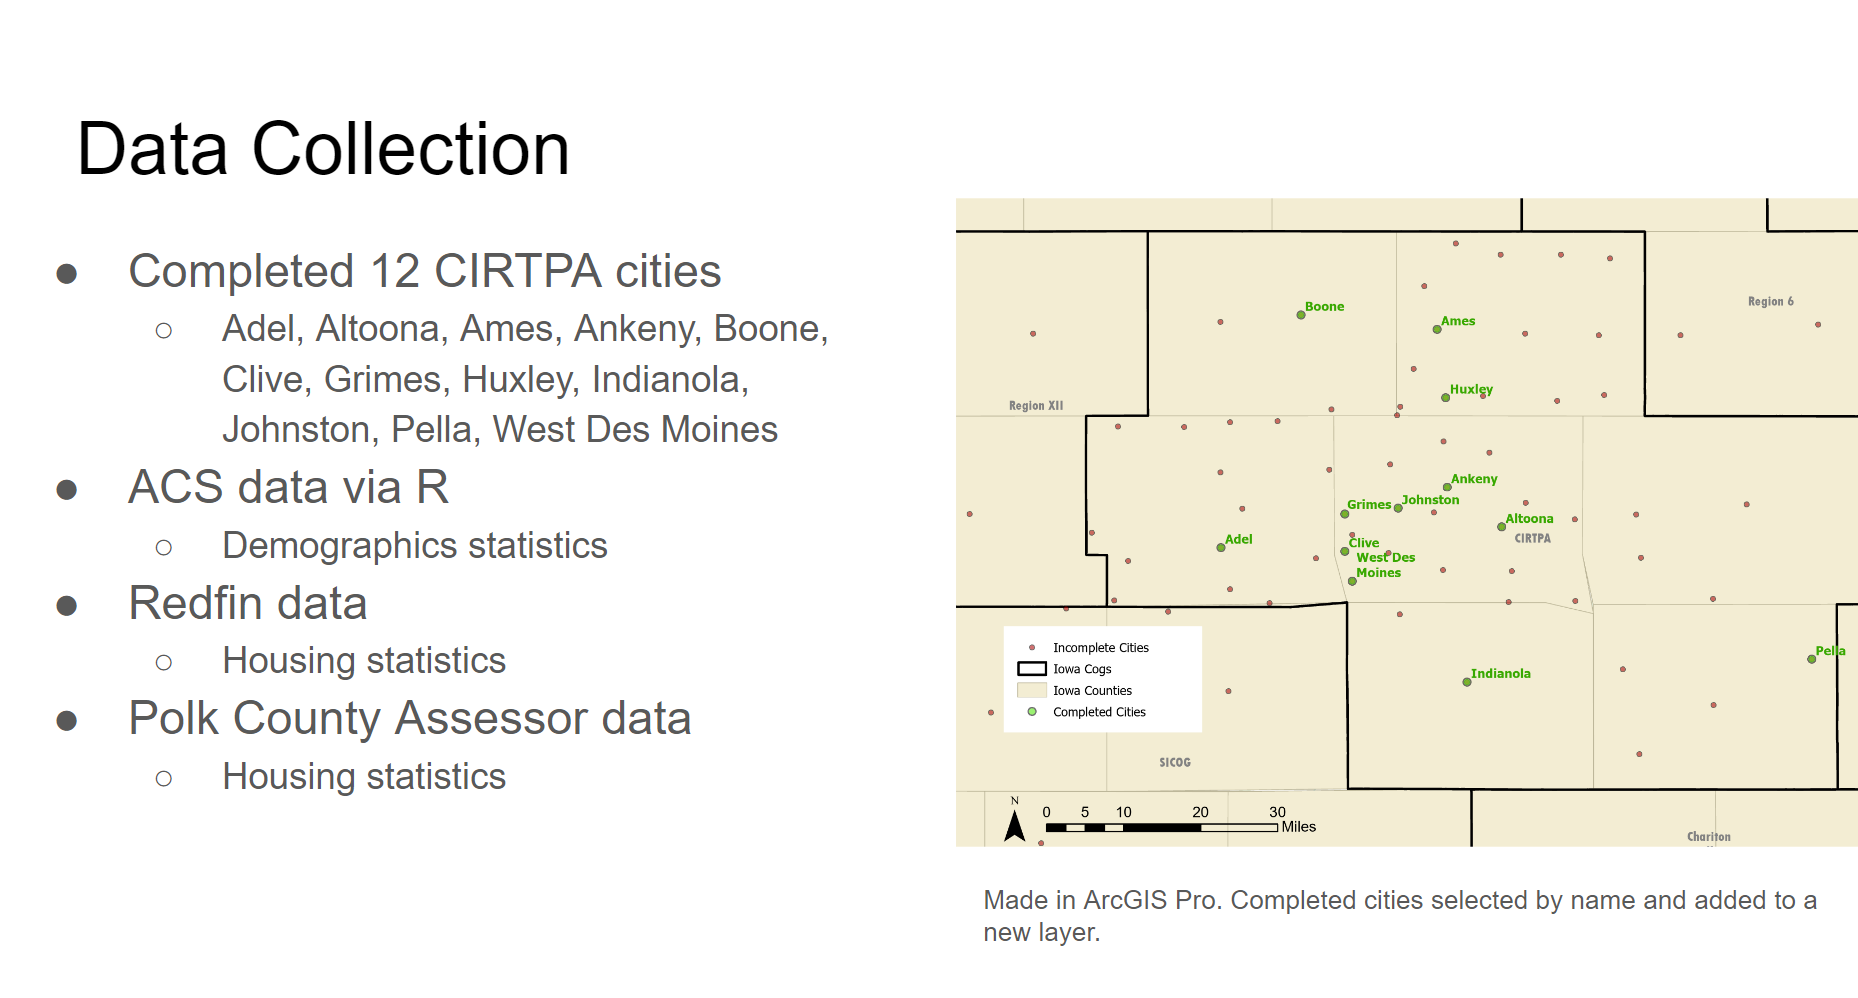 Data Collection
● Completed 12 CIRTPA cities
○ Adel, Altoona, Ames, Ankeny, Boone,
Clive, Grimes, Huxley, Indianola,
Johnston, Pella, West Des Moines
● ACS data via R
○ Demographics statistics
● Redfin data
○ Housing statistics
● Polk County Assessor data
○ Housing statistics
Boone
Ames
Region 6
Huxley
Region XII
Ankeny
Johnston
Grimes
Altoona
CIRTPA
Adel
Clive
West Des
Moines
Pella
Indianola
Incomplete Cities
Iowa Cogs
Iowa Counties
Completed Cities
SICOG
N
0 5 10 20 30
Miles
Chariton
Made in ArcGIS Pro. Completed cities selected by name and added to a
new layer.